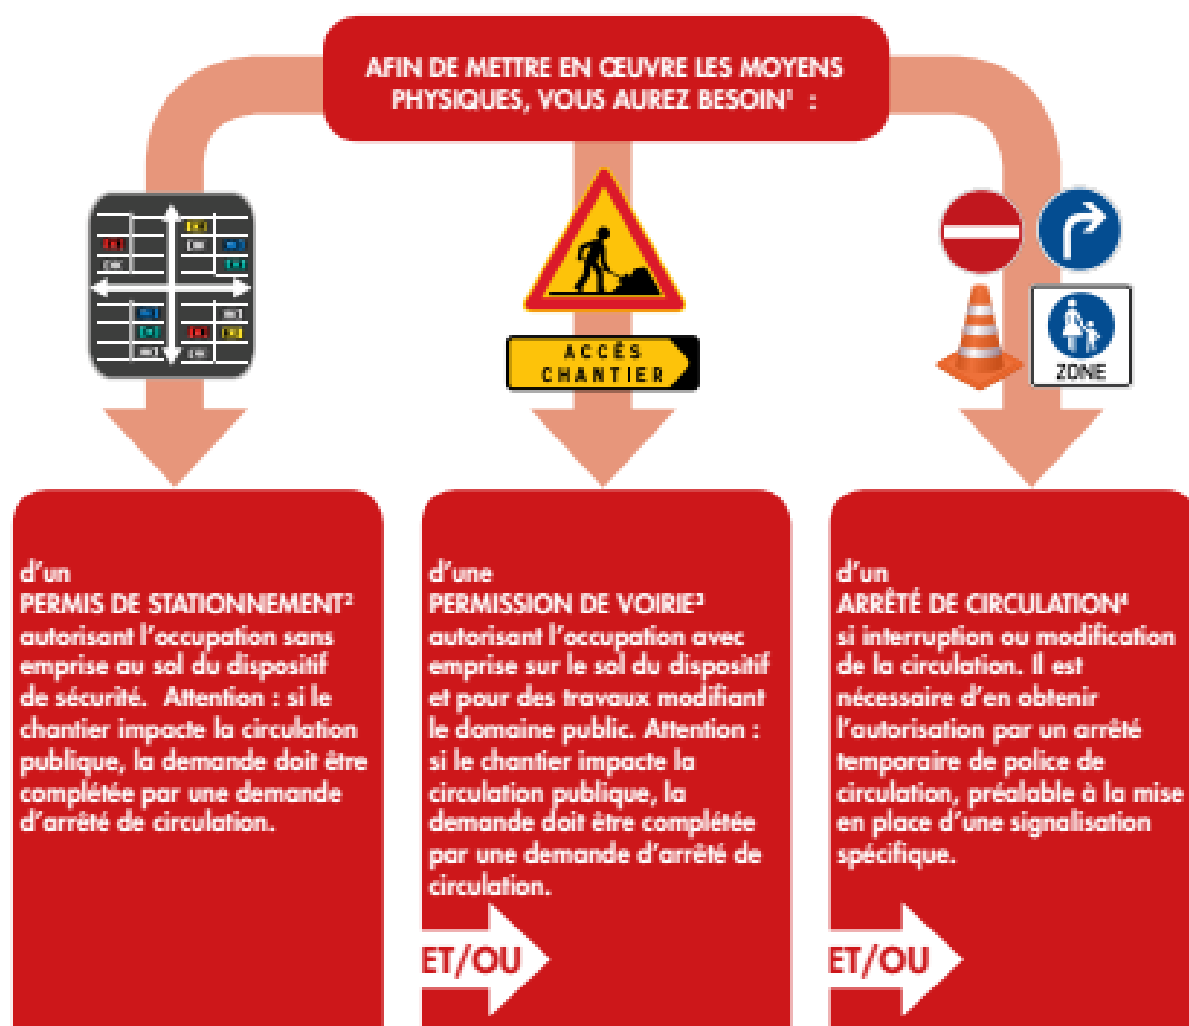 AFIN DE METTRE EN ŒUVRE LES MOYENS
PHYSIQUES, VOUS AUREZ BESOIN¹ :
ACCÉS
CHANTIER
ZONE
d’un
PERMIS DE STATIONNEMENT²
autorisant l’occupation sans
emprise au sol du dispositif
de sécurité. Attention : si le
chantier impacte la circulation
publique, la demande doit être
complétée par une demande
d’arrêté de circulation.
d’une
PERMISSION DE VOIRIE³
autorisant l’occupation avec
emprise sur le sol du dispositif
et pour des travaux modifiant
le domaine public. Attention :
si le chantier impacte la
circulation publique, la
demande doit être complétée
par une demande d’arrêté de
circulation.
ET/OU
d’un
ARRÊTÉ DE CIRCULATION⁴
si interruption ou modification
de la circulation. Il est
nécessaire d’en obtenir
l’autorisation par un arrêté
temporaire de police de
circulation, préalable à la mise
en place d’une signalisation
spécifique.
ET/OU